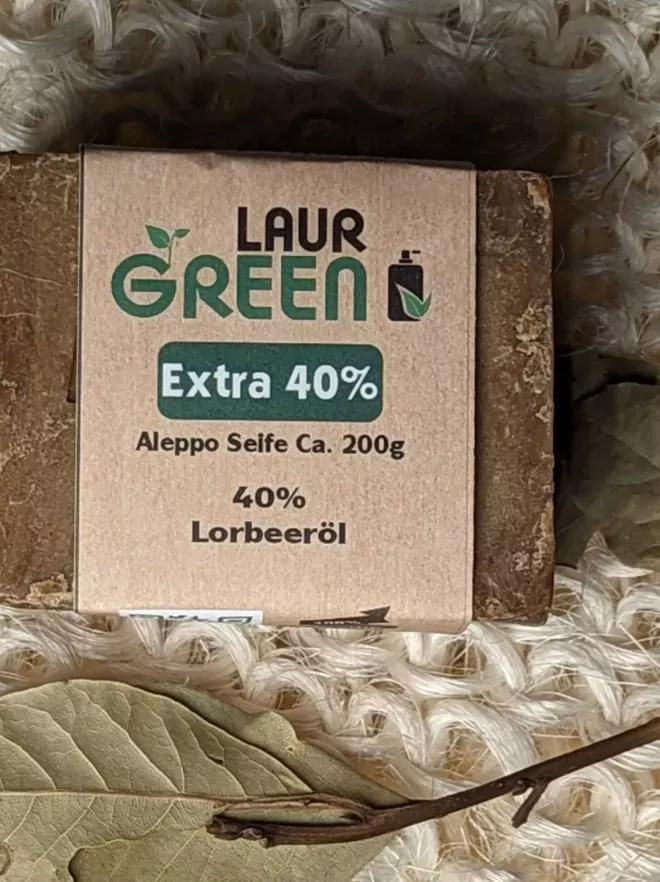 LAUR
GREEN
Extra 40%
Aleppo Seife Ca. 200g
40%
Lorbeeröl